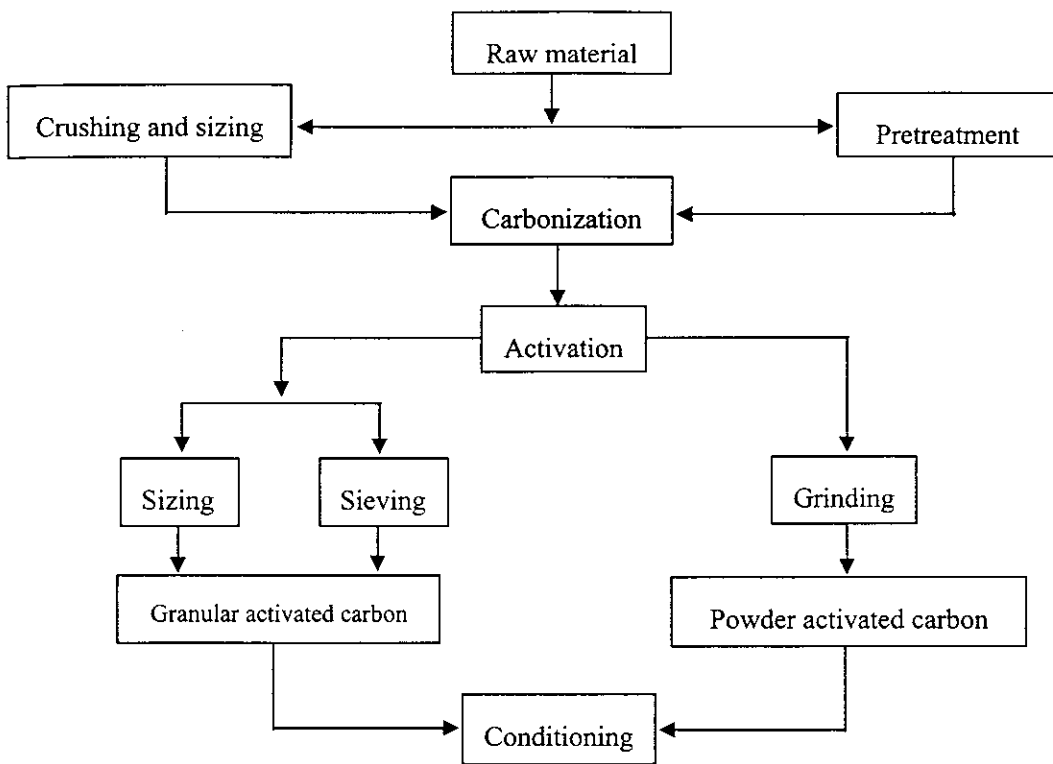 Raw material
Crushing and sizing
Pretreatment
Carbonization
Activation
Sizing
Sieving
Grinding
Granular activated carbon
Powder activated carbon
Conditioning